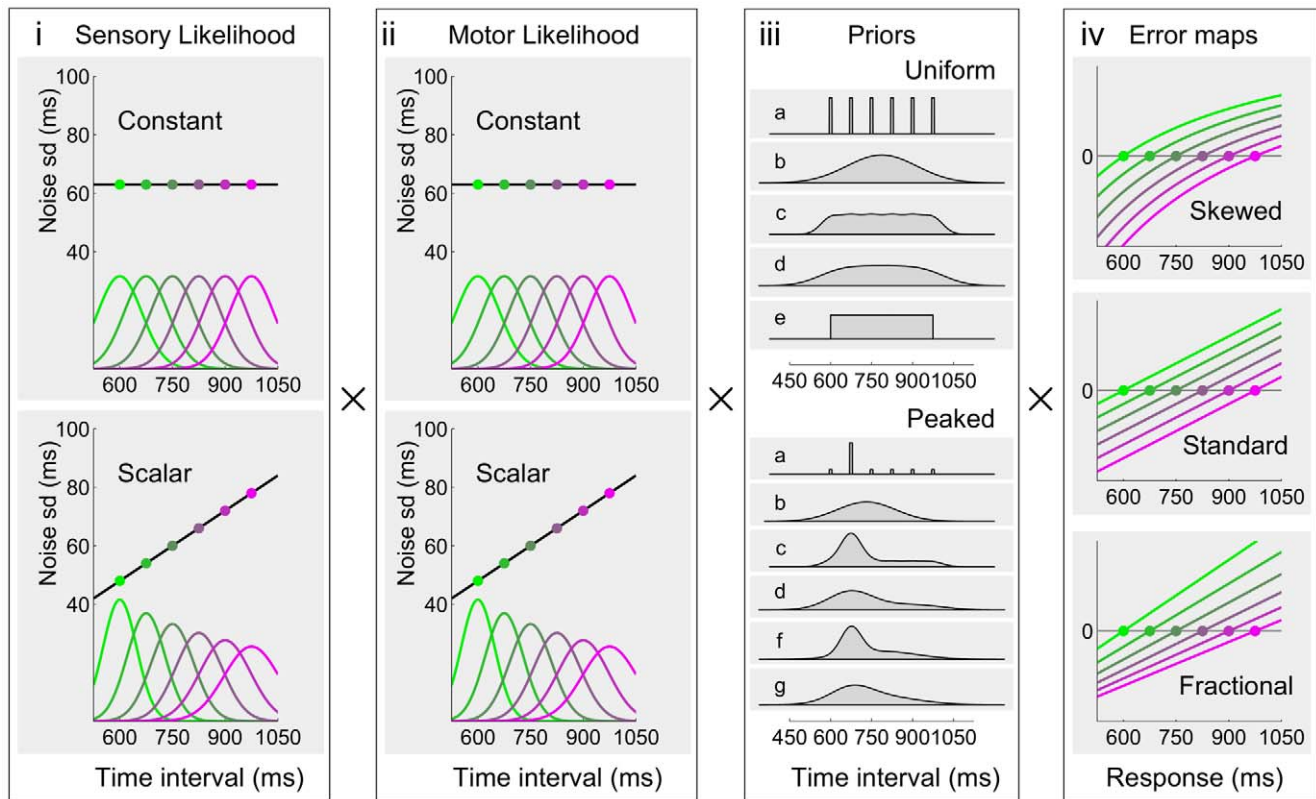 i Sensory Likelihood
100
80
60
40
Noise sd (ms)
Constant
600 750 900 1050
100
80
60
40
Noise sd (ms)
Scalar
600 750 900 1050
Time interval (ms)
×
ii Motor Likelihood
100
80
60
40
Noise sd (ms)
Constant
600 750 900 1050
100
80
60
40
Noise sd (ms)
Scalar
600 750 900 1050
Time interval (ms)
×
iii Priors
Uniform
a
b
c
d
e
450 600 750 900 1050
Peaked
a
b
c
d
f
g
450 600 750 900 1050
Time interval (ms)
×
iv Error maps
0
Skewed
600 750 900 1050
0
Standard
600 750 900 1050
0
Fractional
600 750 900 1050
Response (ms)